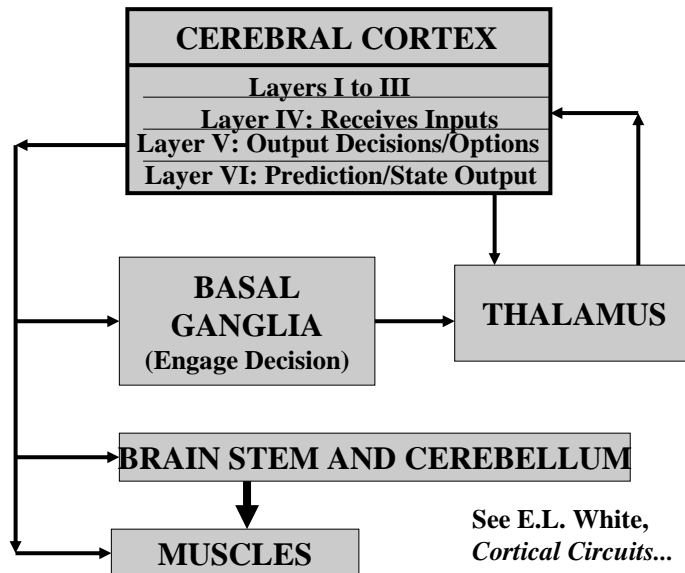 CEREBRAL CORTEX
Layers I to III
Layer IV: Receives Inputs
Layer V: Output Decisions/Options
Layer VI: Prediction/State Output
BASAL
GANGLIA
(Engage Decision)
THALAMUS
BRAIN STEM AND CEREBELLUM
MUSCLES
See E.L. White,
Cortical Circuits...